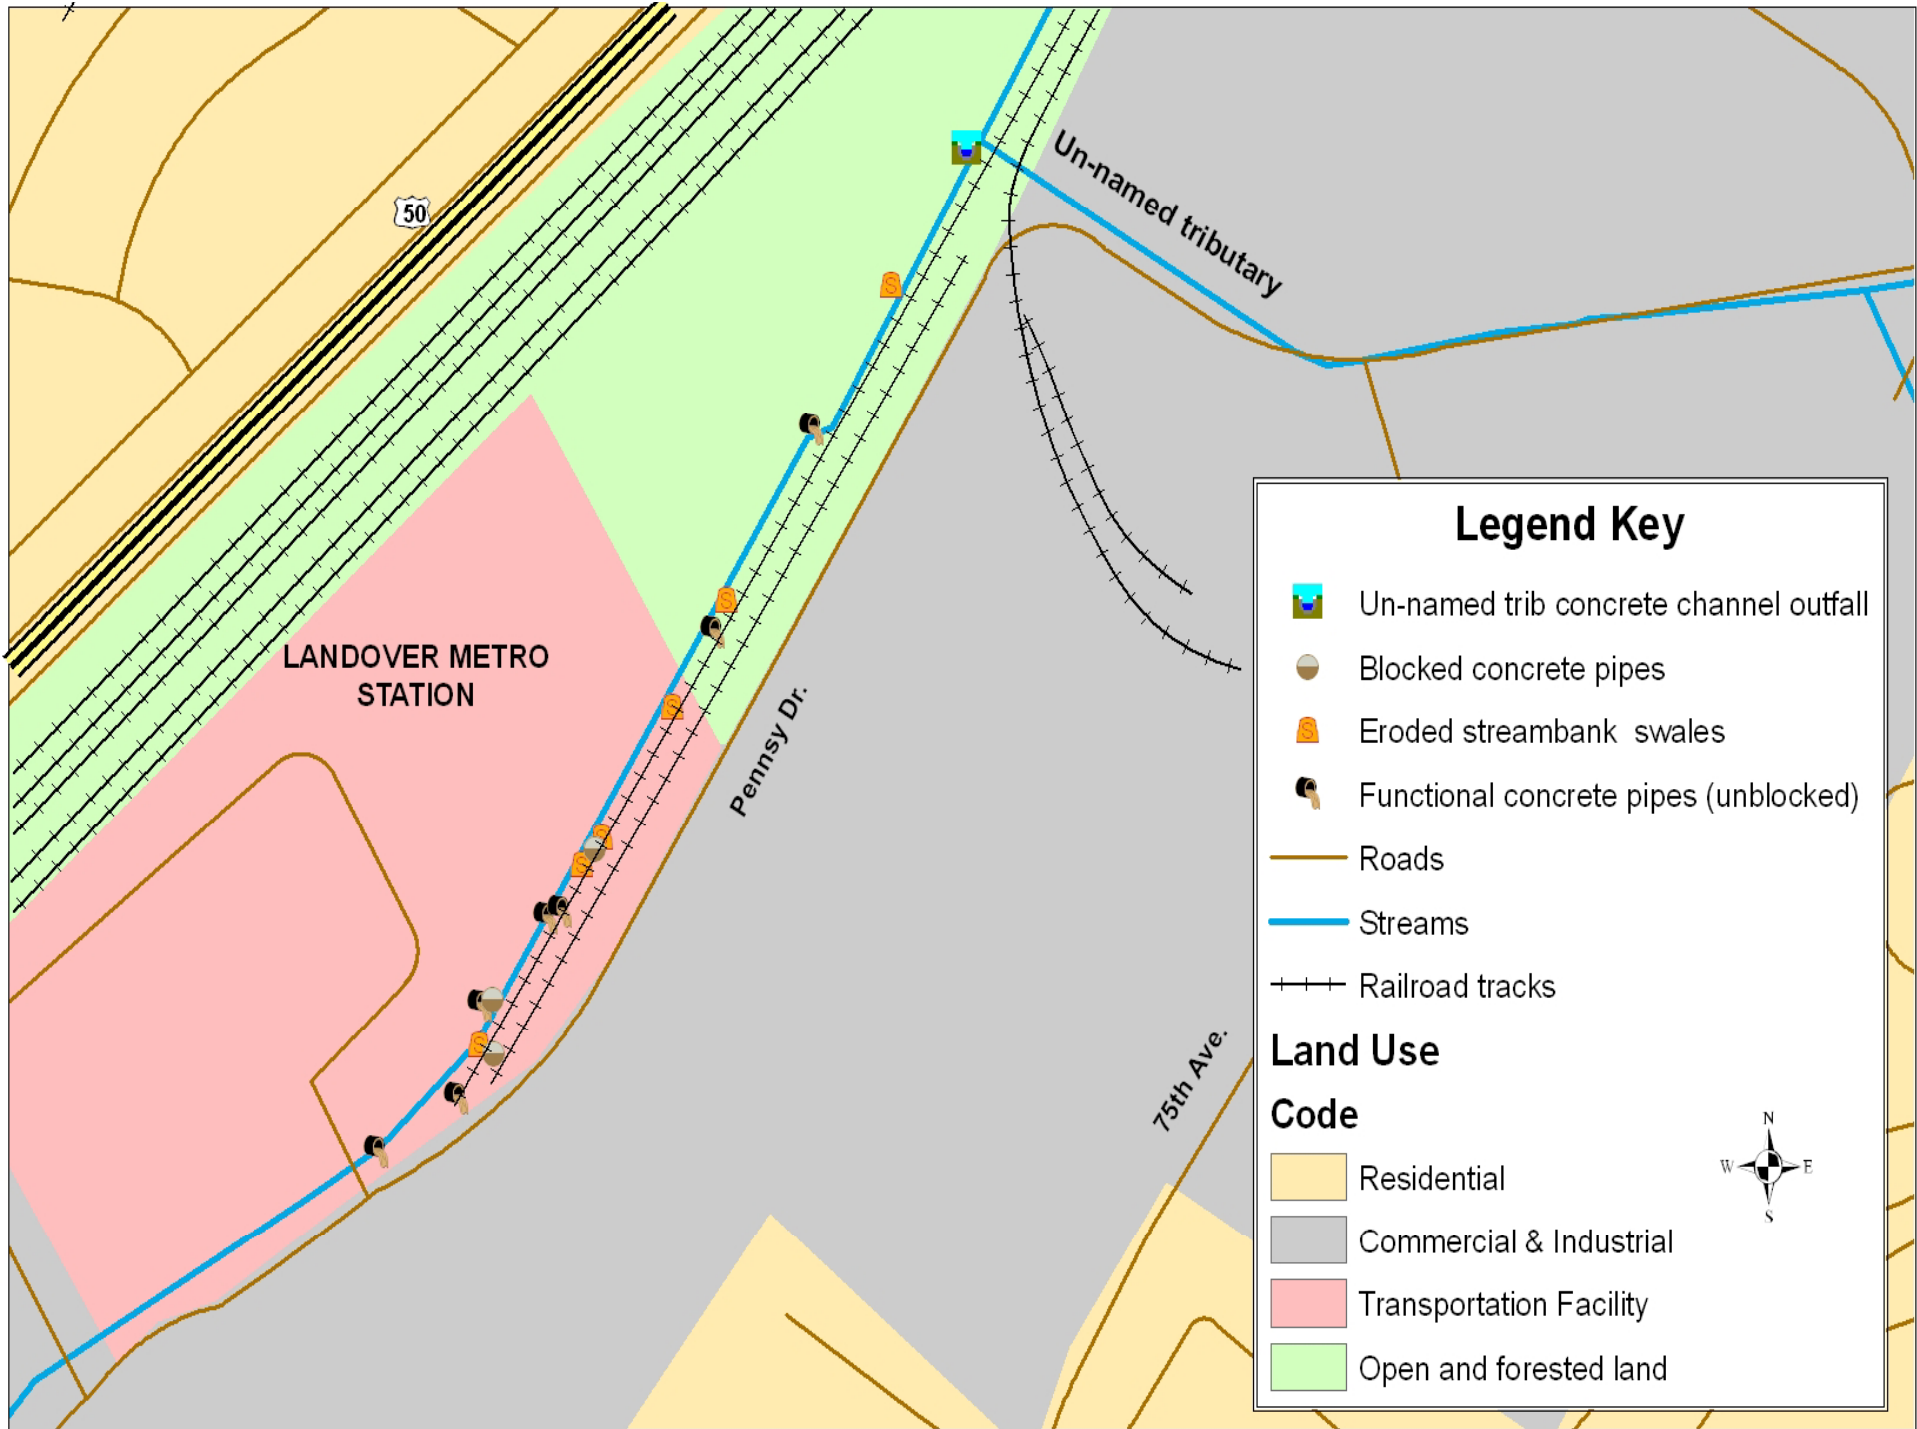 50
Un-named tributary
LANDOVER METRO
STATION
Pennsy Dr.
75th Ave.
Legend Key
Un-named trib concrete channel outfall
Blocked concrete pipes
S Eroded streambank swales
Functional concrete pipes (unblocked)
Roads
Streams
Railroad tracks
Land Use
Code
Residential
Commercial & Industrial
Transportation Facility
Open and forested land
N
W E
S
S
S
S
S
S
S